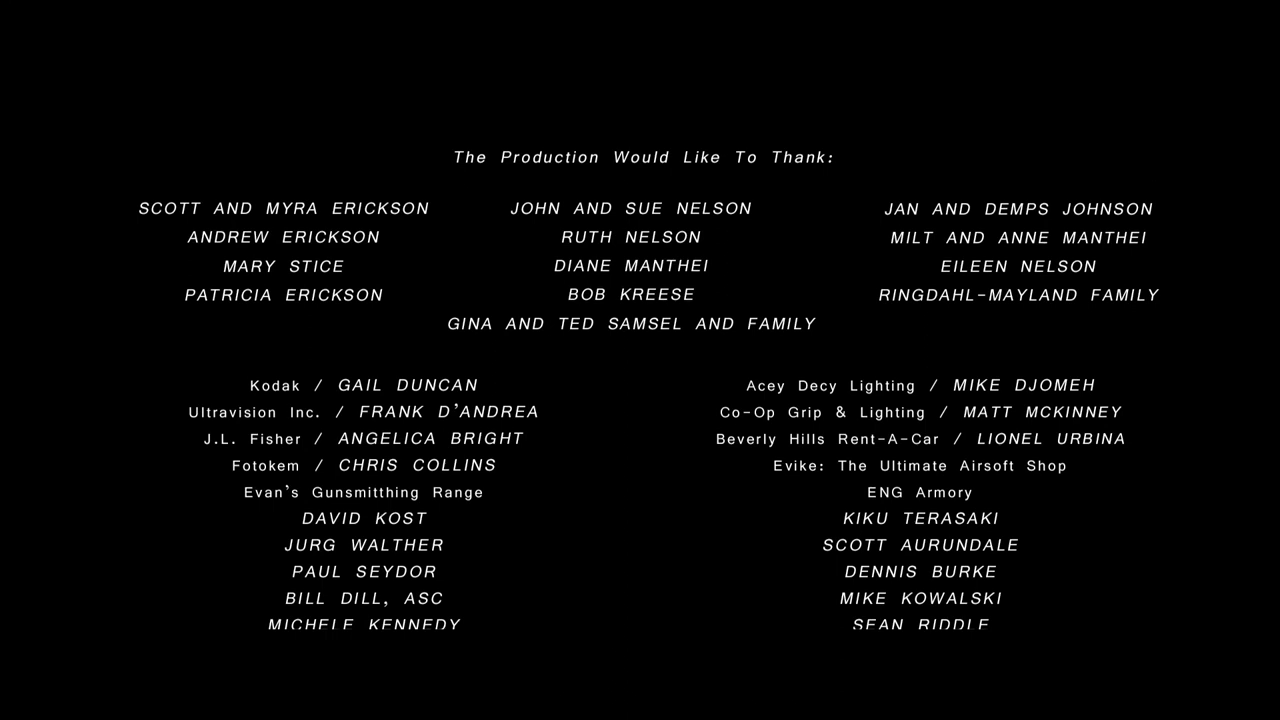 The Production Would Like To Thank:
SCOTT AND MYRA ERICKSON JOHN AND SUE NELSON JAN AND DEMPS JOHNSON
ANDREW ERICKSON RUTH NELSON MILT AND ANNE MANTHEI
MARY STICE DIANE MANTHEI EILEEN NELSON
PATRICIA ERICKSON BOB KREESE RINGDAHL-MAYLAND FAMILY
GINA AND TED SAMSEL AND FAMILY
Kodak / GAIL DUNCAN Acey Decy Lighting / MIKE DJOMEH
Ultravision Inc. / FRANK D'ANDREA Co-Op Grip & Lighting / MATT MCKINNEY
J.L. Fisher / ANGELICA BRIGHT Beverly Hills Rent-A-Car / LIONEL URBINA
Fotokem / CHRIS COLLINS Evike: The Ultimate Airsoft Shop
Evan's Gunsmitthing Range ENG Armory
DAVID KOST KIKU TERASAKI
JURG WALTHER SCOTT AURUNDALE
PAUL SEYDOR DENNIS BURKE
BILL DILL, ASC MIKE KOWALSKI
MICHELE KENNEDY SEAN RIDDLE